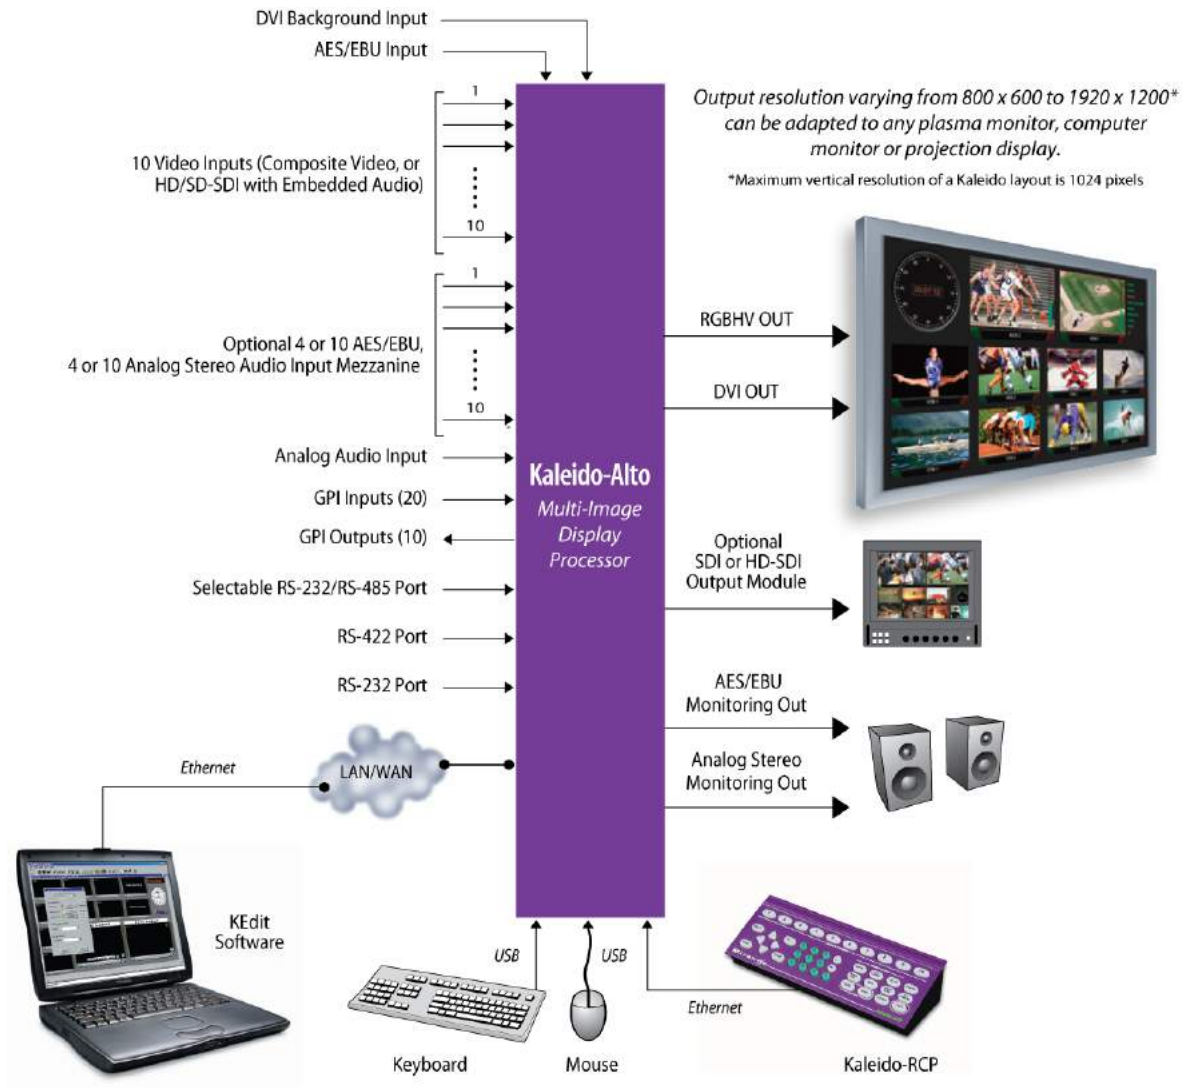 DVI Background Input
AES/EBU Input
1
10 Video Inputs (Composite Video, or
HD/SD-SDI with Embedded Audio)
10
1
Optional 4 or 10 AES/EBU,
4 or 10 Analog Stereo Audio Input Mezzanine
10
Analog Audio Input
GPI Inputs (20)
GPI Outputs (10)
Selectable RS-232/RS-485 Port
RS-422 Port
RS-232 Port
LAN/WAN
Ethernet
KEdit
Software
Kaleido-Alto
Multi-Image
Display
Processor
Output resolution varying from 800 x 600 to 1920 x 1200*
can be adapted to any plasma monitor, computer
monitor or projection display.
*Maximum vertical resolution of a Kaleido layout is 1024 pixels
RGBHV OUT
DVI OUT
Optional
SDI or HD-SDI
Output Module
AES/EBU
Monitoring Out
Analog Stereo
Monitoring Out
USB
USB
Ethernet
Keyboard
Mouse
Kaleido-RCP